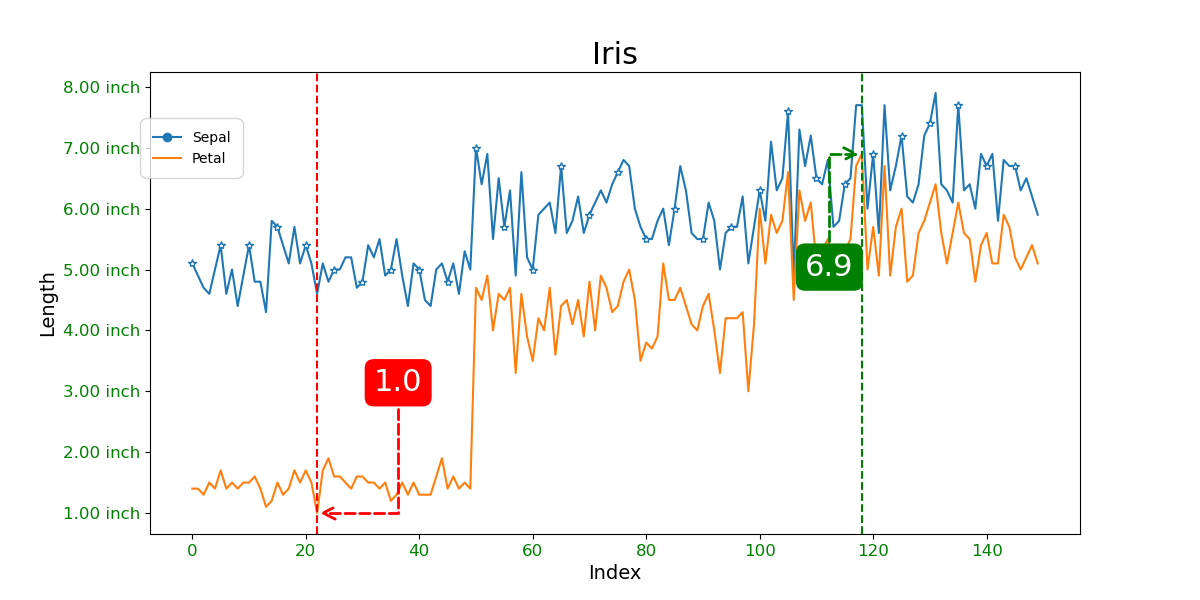 Iris
8.00 inch
7.00 inch
6.00 inch
5.00 inch
4.00 inch
3.00 inch
2.00 inch
1.00 inch
Length
Sepal
Petal
6.9
1.0
0 20 40 60 80 100 120 140
Index